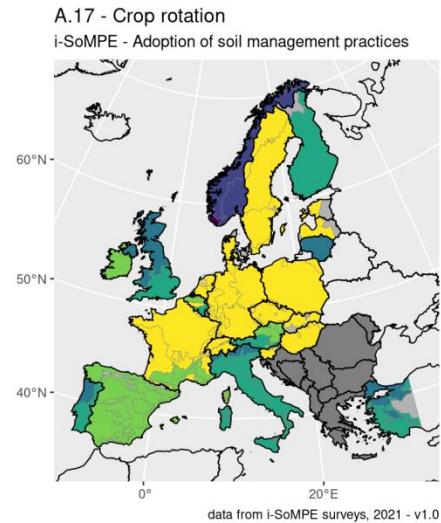 A.17 - Crop rotation
i-SoMPE - Adoption of soil management practices
60°N
50°N
40°N
0°
20°E
data from i-SoMPE surveys, 2021 - v1.0